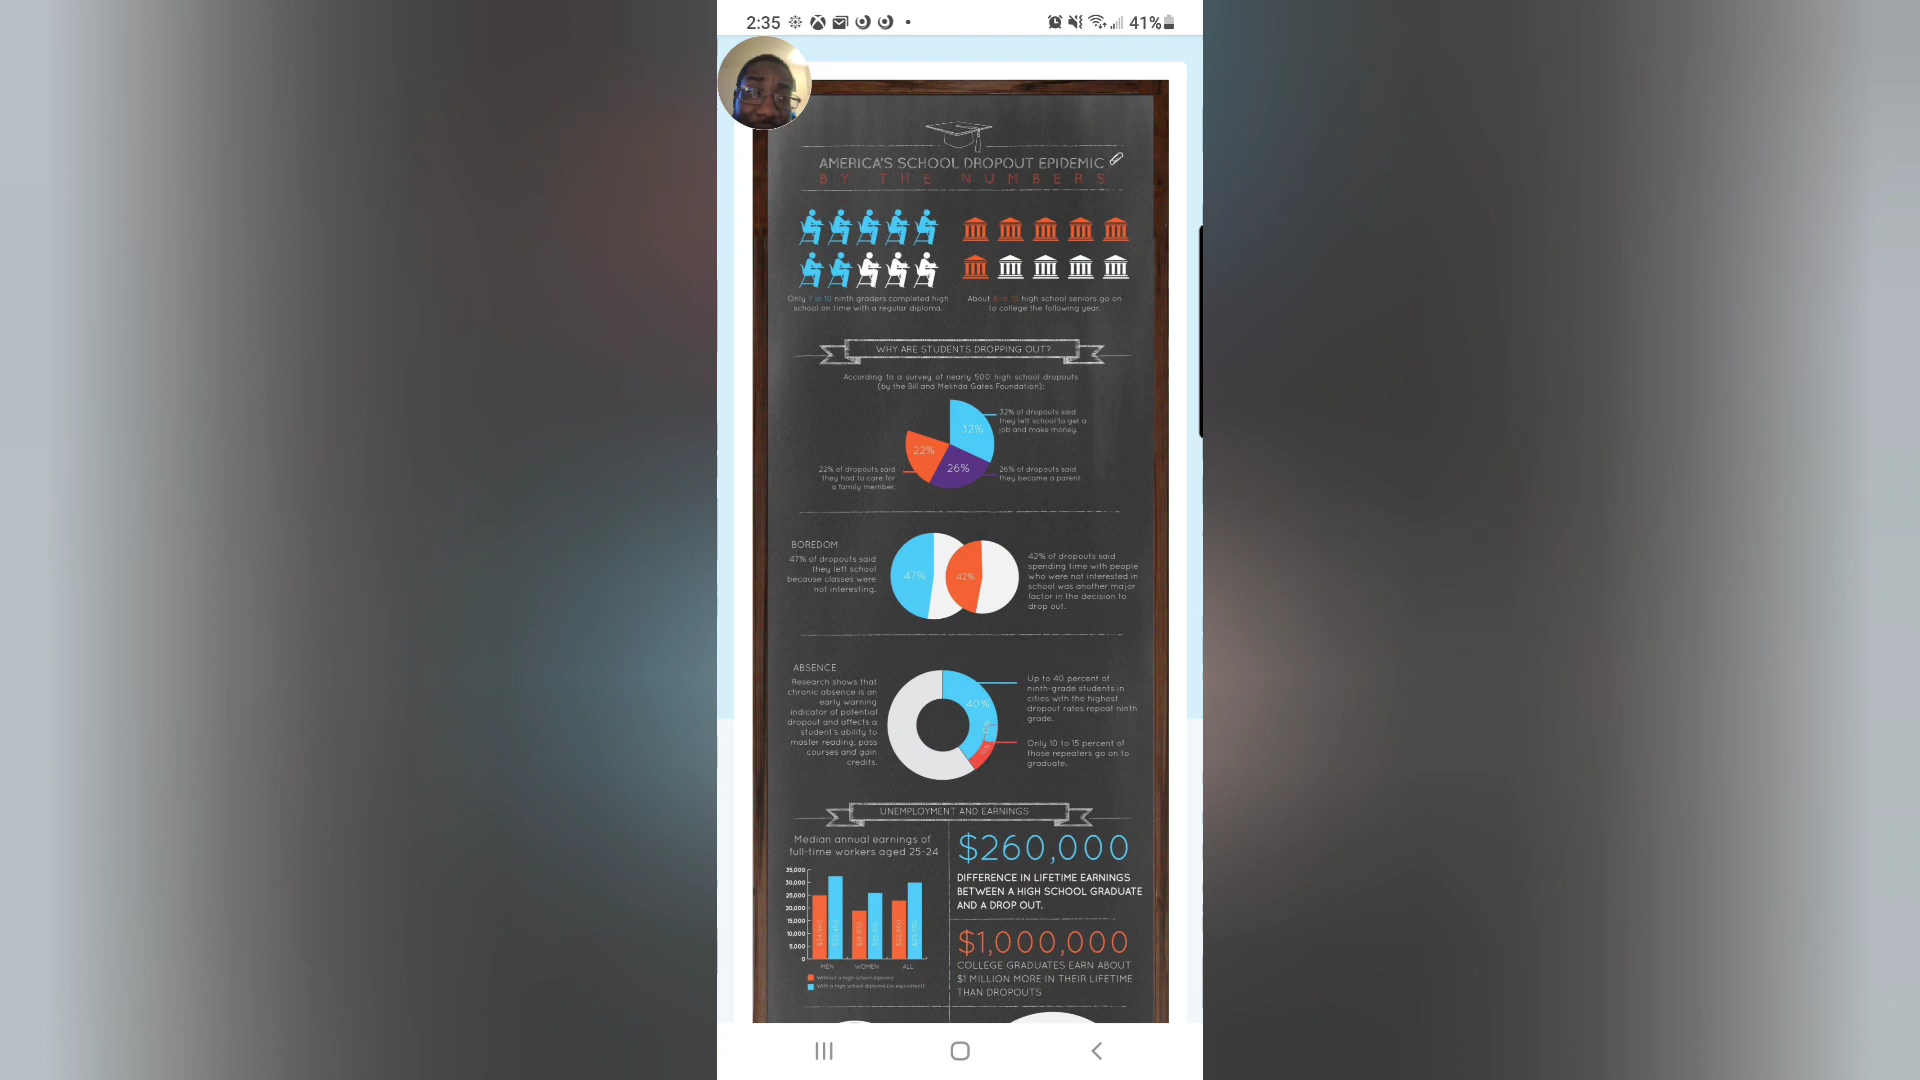 2:35
41%
AMERICA'S SCHOOL DROPOUT EPIDEMIC
BY THE NUMBERS
Only 7 in 10 ninth graders completed high
school on time with a regular diploma.
About 6 in 10 high school seniors go on
to college the following year.
WHY ARE STUDENTS DROPPING OUT?
According to a survey of nearly 500 high school dropouts
(by the Bill and Melinda Gates Foundation):
32%
32% of dropouts said
they left school to get a
job and make money.
22%
26%
22% of dropouts said
they had to care for
a family member.
26% of dropouts said
they became a parent.
BOREDOM
47% of dropouts said
they left school
because classes were
not interesting.
47%
42%
42% of dropouts said
spending time with people
who were not interested in
school was another major
factor in the decision to
drop out.
ABSENCE
Research shows that
chronic absence is an
early warning
indicator of potential
dropout and affects a
student's ability to
master reading, pass
courses and gain
credits.
40%
Up to 40 percent of
ninth-grade students in
cities with the highest
dropout rates repeat ninth
grade.
Only 10 to 15 percent of
those repeaters go on to
graduate.
UNEMPLOYMENT AND EARNINGS
Median annual earnings of
full-time workers aged 25-24
35,000
30,000
25,000
20,000
15,000
10,000
5,000
0
MEN
WOMEN
ALL
Without a high school diploma
With a high school diploma (or equivalent)
$260,000
DIFFERENCE IN LIFETIME EARNINGS
BETWEEN A HIGH SCHOOL GRADUATE
AND A DROP OUT.
$1,000,000
COLLEGE GRADUATES EARN ABOUT
$1 MILLION MORE IN THEIR LIFETIME
THAN DROPOUTS